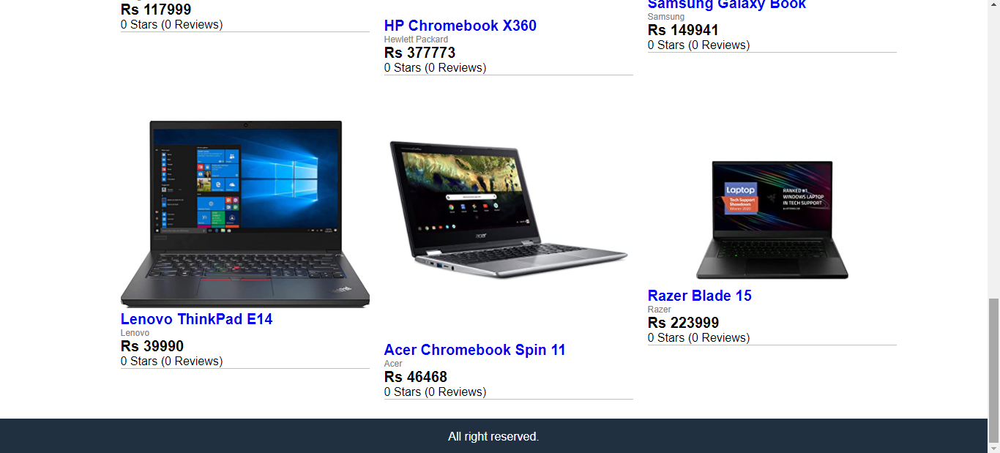 Rs 117999
0 Stars (0 Reviews)
HP Chromebook X360
Hewlett Packard
Rs 377773
0 Stars (0 Reviews)
Samsung Galaxy Book
Samsung
Rs 149941
0 Stars (0 Reviews)
Lenovo ThinkPad E14
Lenovo
Rs 39990
0 Stars (0 Reviews)
acer
Acer Chromebook Spin 11
Acer
Rs 46468
0 Stars (0 Reviews)
Laptop
Tech Support
Showdown
Winner 2020
RANKED #1
WINDOWS LAPTOP
IN TECH SUPPORT
Razer Blade 15
Razer
Rs 223999
0 Stars (0 Reviews)
All right reserved.